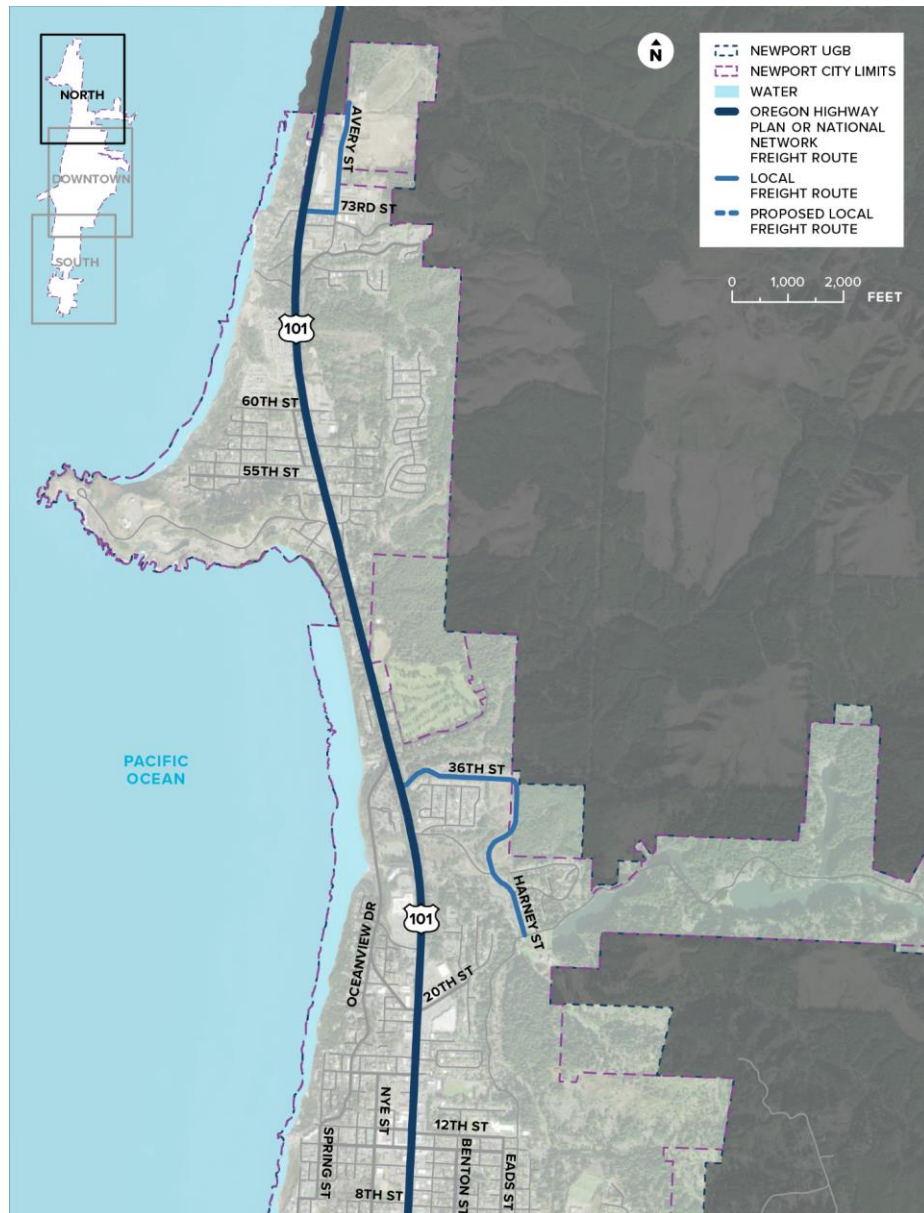 NORTH
DOWNTOWN
SOUTH
N
NEWPORT UGB
NEWPORT CITY LIMITS
WATER
OREGON HIGHWAY
PLAN OR NATIONAL
NETWORK
FREIGHT ROUTE
LOCAL
FREIGHT ROUTE
PROPOSED LOCAL
FREIGHT ROUTE
0 1,000 2,000
FEET
AVERY ST
73RD ST
101
60TH ST
55TH ST
PACIFIC
OCEAN
36TH ST
HARNEY ST
101
OCEANVIEW DR
20TH ST
NYE ST
12TH ST
SPRING ST
BENTON ST
EADS ST
8TH ST